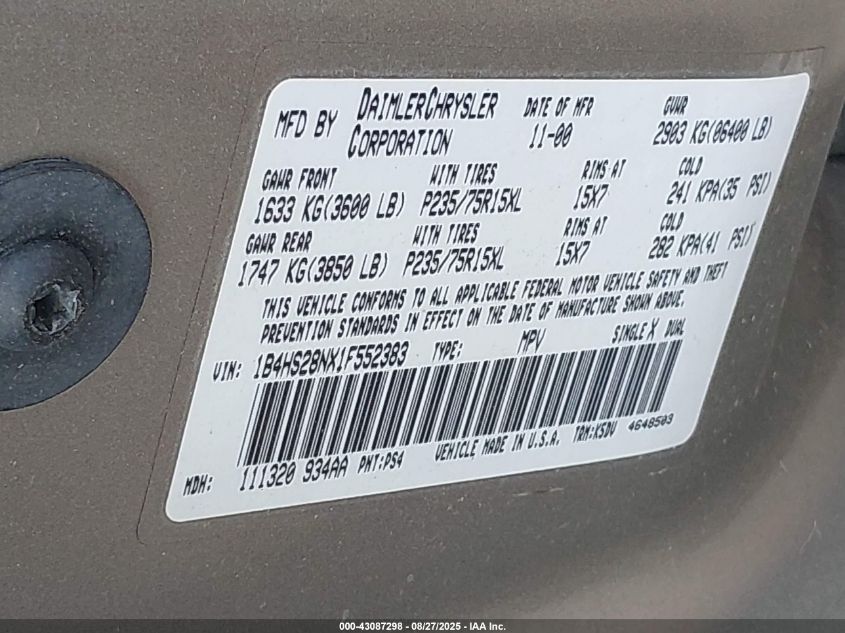 MFD BY DAIMLERCHRYSLER CORPORATION DATE OF MFR 11-00 GVWR 2903 KG(06400 LB)
GAWR FRONT WITH TIRES RIMS AT COLD
1633 KG(3600 LB) P235/75R15XL 15X7 241 KPA(35 PSI)
GAWR REAR WITH TIRES RIMS AT COLD
1747 KG(3850 LB) P235/75R15XL 15X7 282 KPA(41 PSI)
THIS VEHICLE CONFORMS TO ALL APPLICABLE FEDERAL MOTOR VEHICLE SAFETY AND THEFT
PREVENTION STANDARDS IN EFFECT ON THE DATE OF MANUFACTURE SHOWN ABOVE.
VIN: 1B4HS28NX1F552383 TYPE: MPV SINGLE X DUAL
MDH: 111320 934AA PNT:PS4 VEHICLE MADE IN U.S.A. TRM:K5DV 4648503
000-43087298 - 08/27/2025 - IAA Inc.